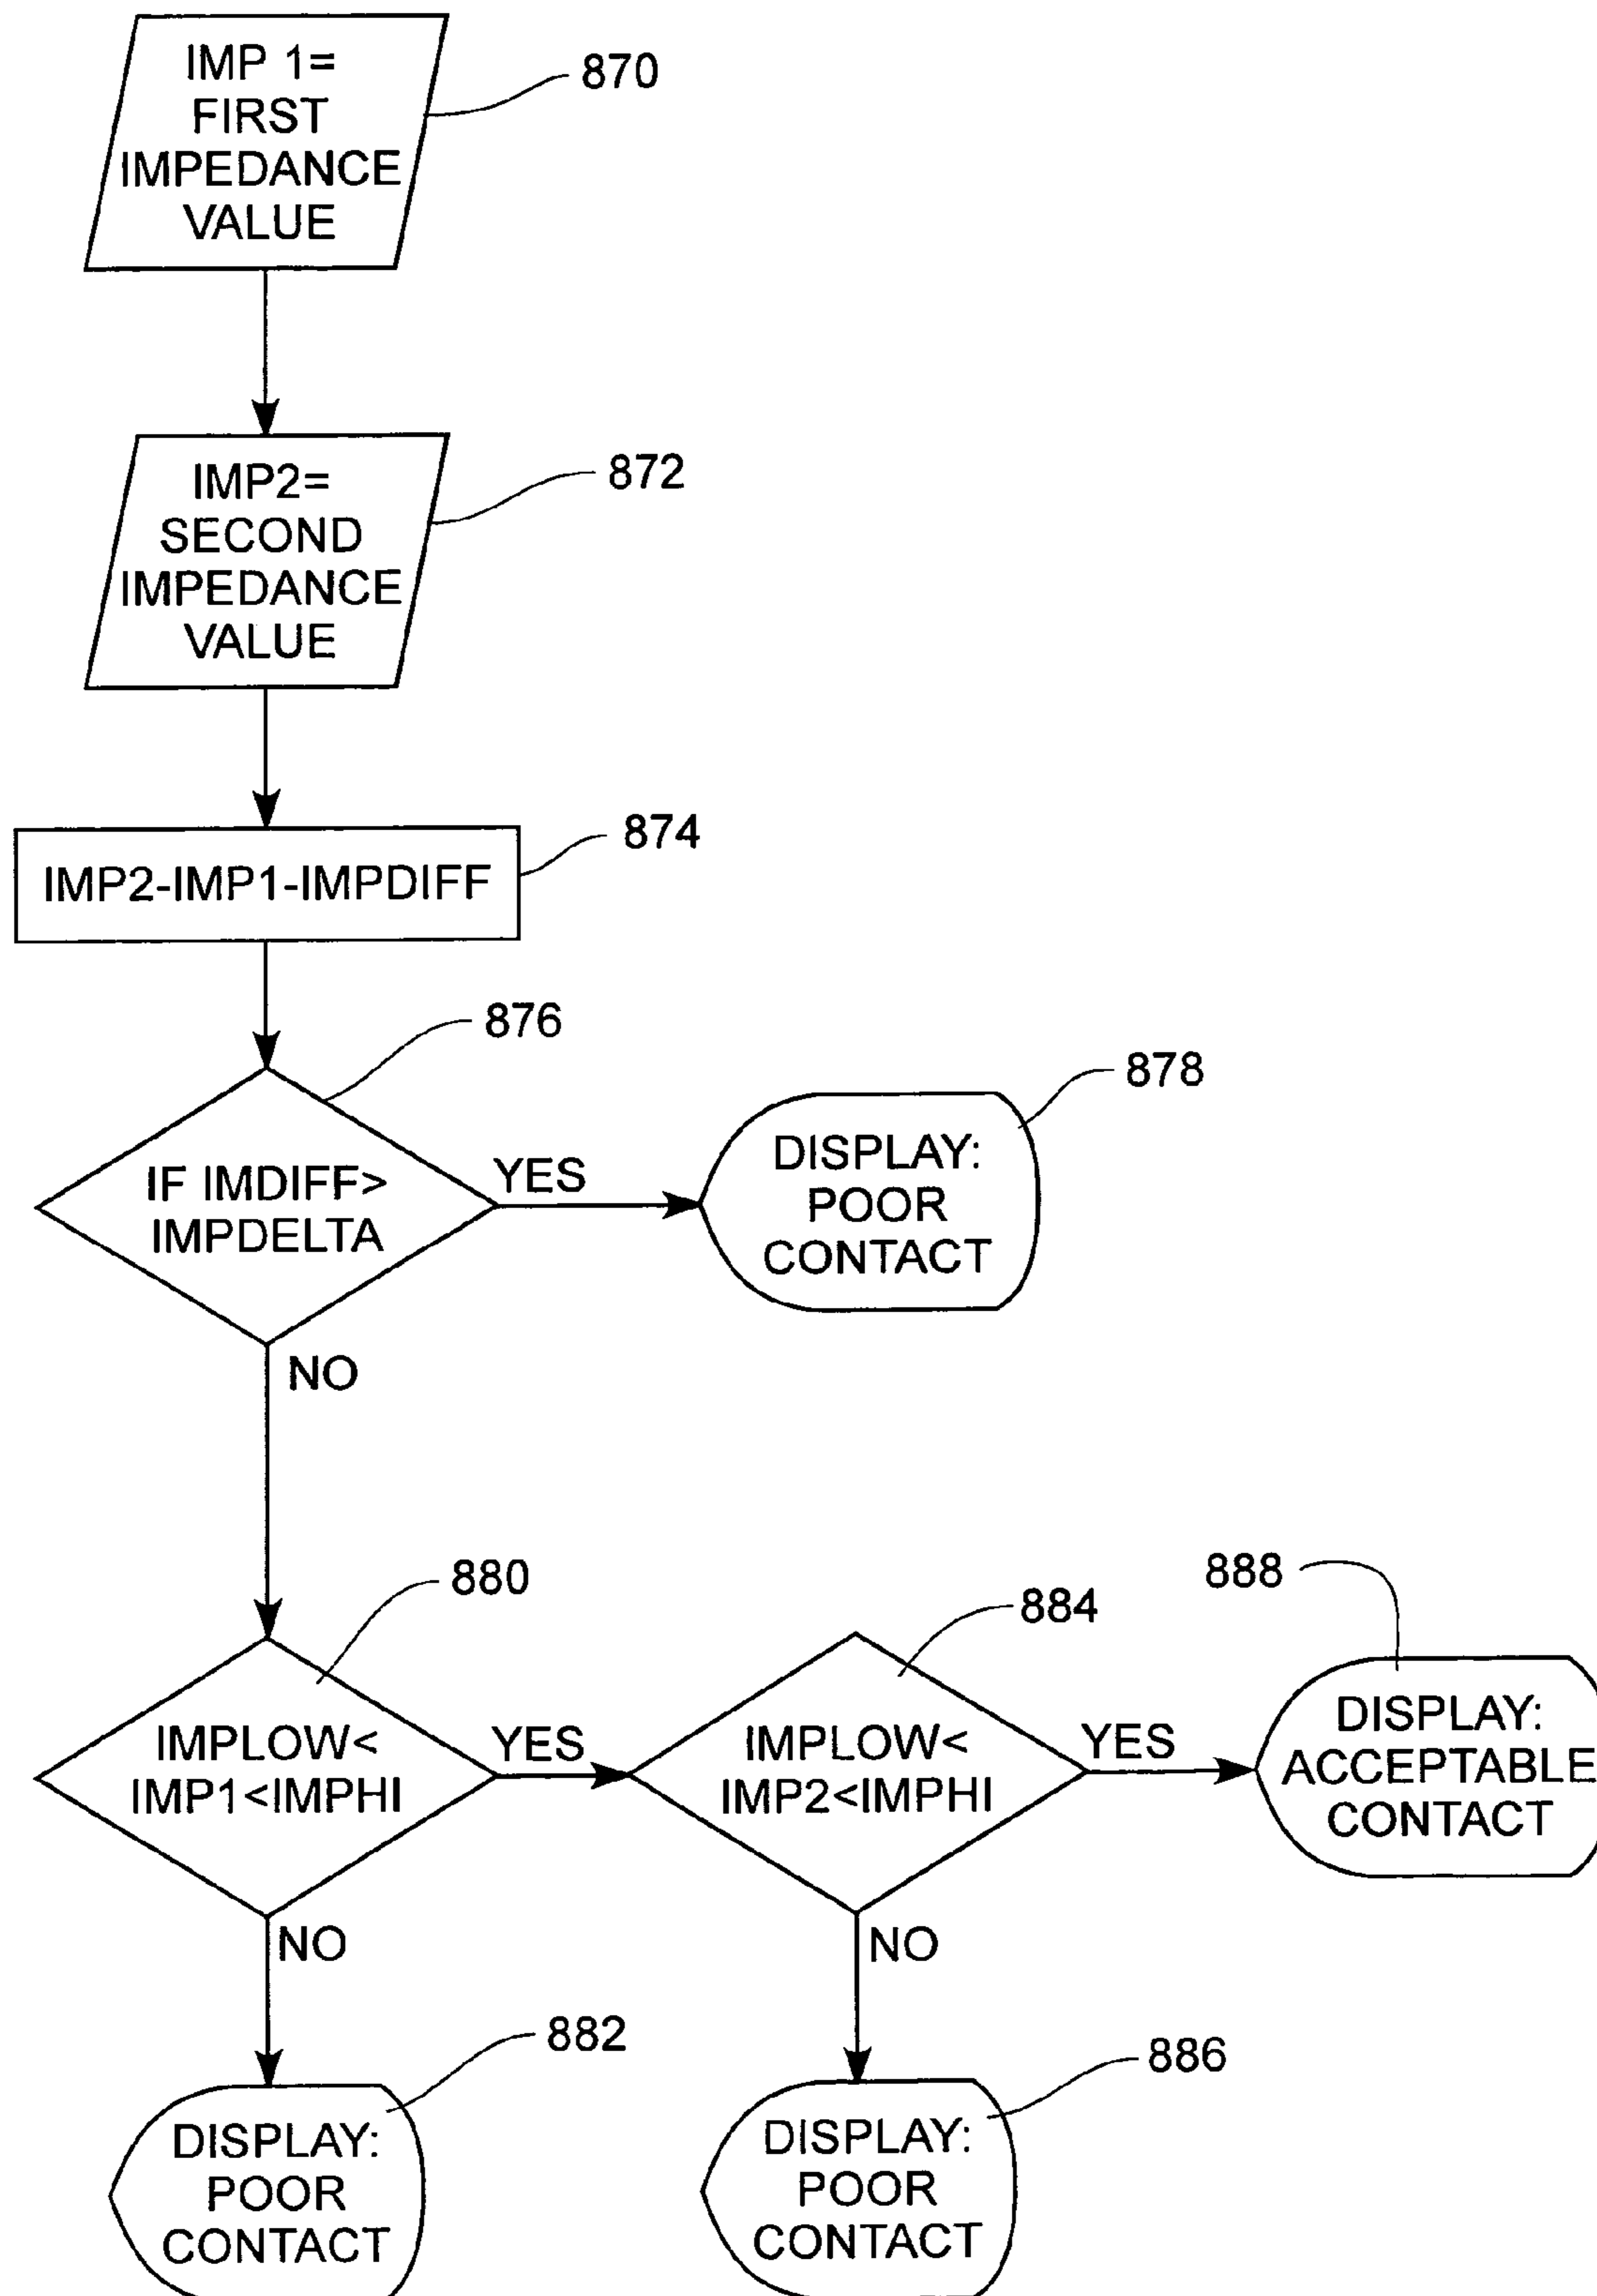 IMP 1=
FIRST
IMPEDANCE
VALUE
870
IMP2=
SECOND
IMPEDANCE
VALUE
872
IMP2-IMP1-IMPDIFF
874
876
IF IMDIFF>
IMPDELTA
YES
878
DISPLAY:
POOR
CONTACT
NO
880
IMPLOW<
IMP1<IMPHI
YES
884
IMPLOW<
IMP2<IMPHI
YES
888
DISPLAY:
ACCEPTABLE
CONTACT
NO
882
DISPLAY:
POOR
CONTACT
NO
886
DISPLAY:
POOR
CONTACT